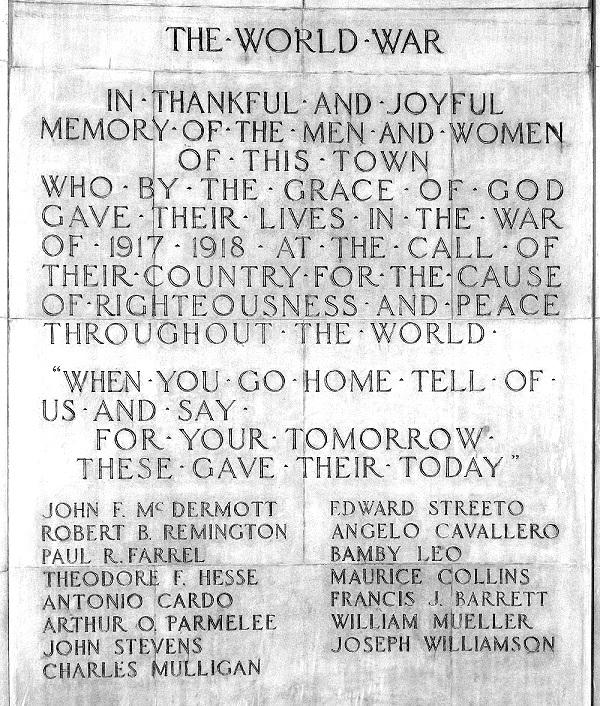 THE·WORLD·WAR
IN·THANKFUL·AND·JOYFUL
MEMORY·OF·THE·MEN·AND·WOMEN
OF·THIS·TOWN
WHO·BY·THE·GRACE·OF·GOD
GAVE·THEIR·LIVES·IN·THE·WAR
OF·1917·1918·AT·THE·CALL·OF
THEIR·COUNTRY·FOR·THE·CAUSE
OF·RIGHTEOUSNESS·AND·PEACE
THROUGHOUT·THE·WORLD·
“WHEN·YOU·GO·HOME·TELL·OF·
US·AND·SAY·
FOR·YOUR·TOMORROW·
THESE·GAVE·THEIR·TODAY”
JOHN F. McDERMOTT
ROBERT B. REMINGTON
PAUL R. FARREL
THEODORE F. HESSE
ANTONIO CARDO
ARTHUR O. PARMELEE
JOHN STEVENS
CHARLES MULLIGAN
EDWARD STREETO
ANGELO CAVALLERO
BAMBY LEO
MAURICE COLLINS
FRANCIS J. BARRETT
WILLIAM MUELLER
JOSEPH WILLIAMSON